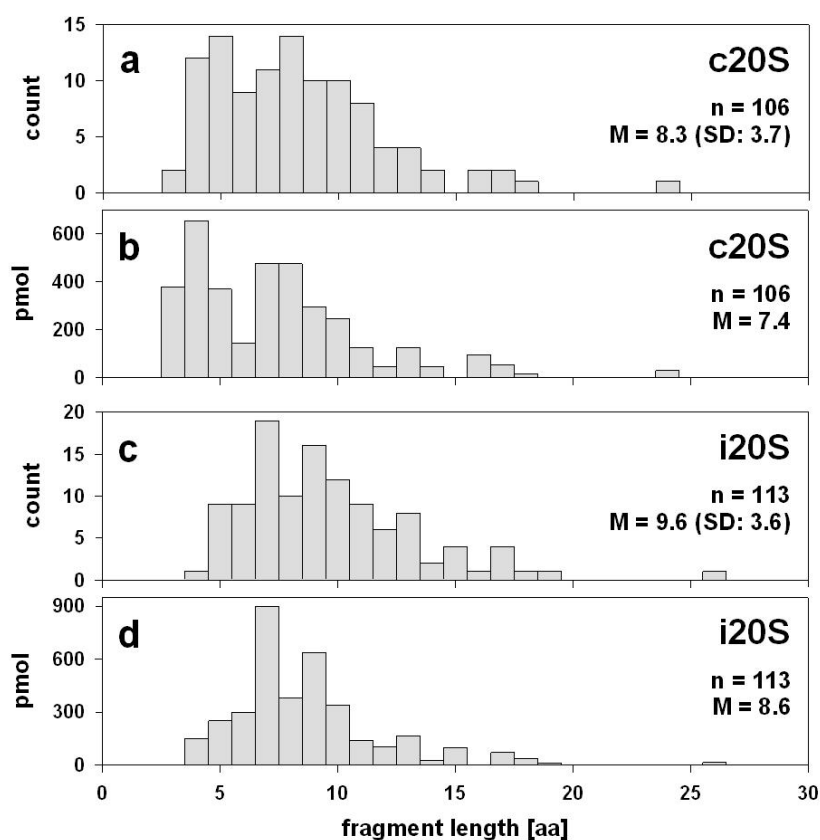 15
10
5
0
count
a
c20S
n = 106
M = 8.3 (SD: 3.7)
600
400
200
0
pmol
b
c20S
n = 106
M = 7.4
20
15
10
5
0
count
c
i20S
n = 113
M = 9.6 (SD: 3.6)
900
600
300
0
pmol
d
i20S
n = 113
M = 8.6
0 5 10 15 20 25 30
fragment length [aa]